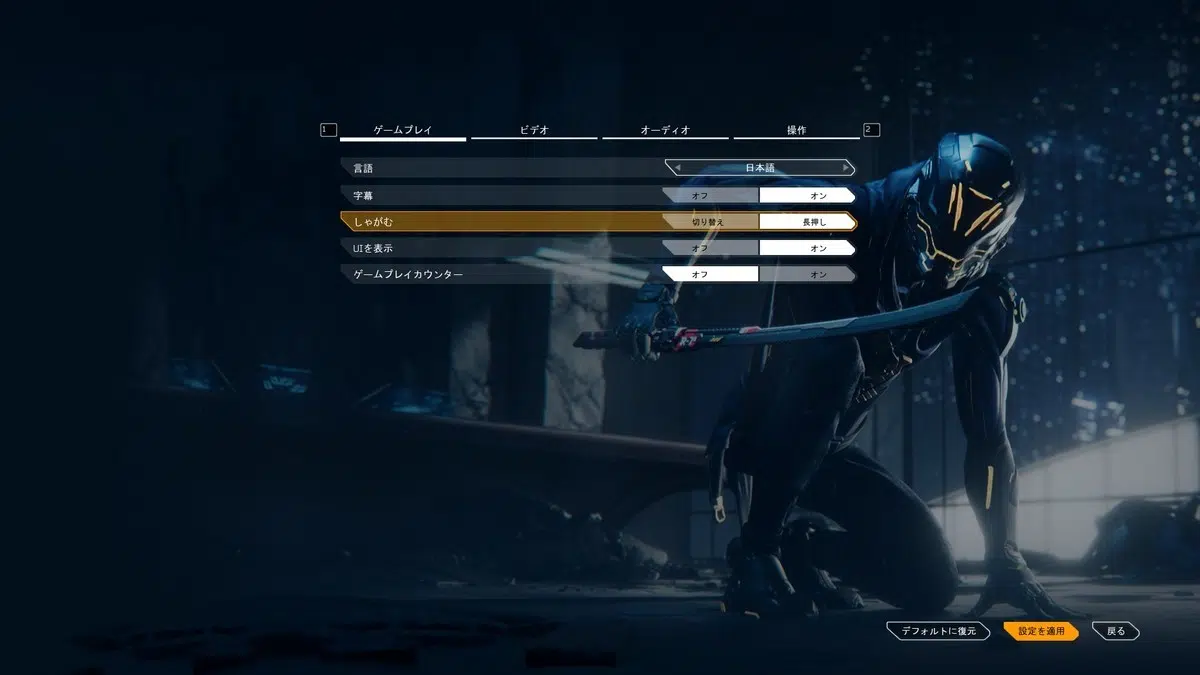 1 ゲームプレイ ビデオ オーディオ 操作 2
言語 日本語
字幕 オフ オン
しゃがむ 切り替え 長押し
UIを表示 オフ オン
ゲームプレイカウンター オフ オン
デフォルトに復元 設定を適用 戻る